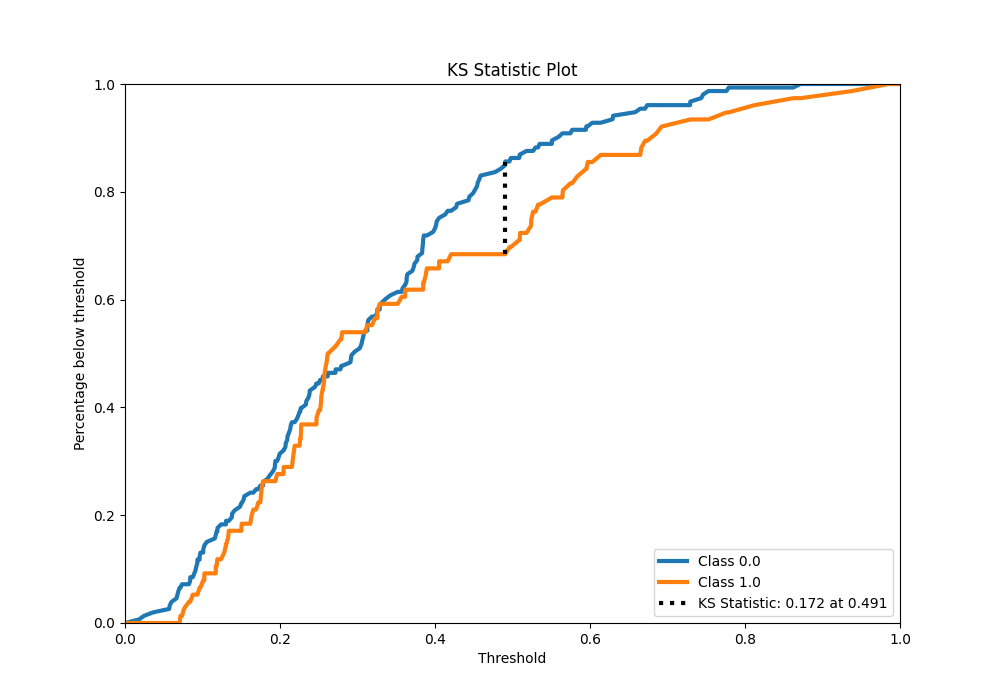 KS Statistic Plot
1.0
0.8
0.6
0.4
0.2
0.0
Percentage below threshold
0.0 0.2 0.4 0.6 0.8 1.0
Threshold
Class 0.0
Class 1.0
KS Statistic: 0.172 at 0.491